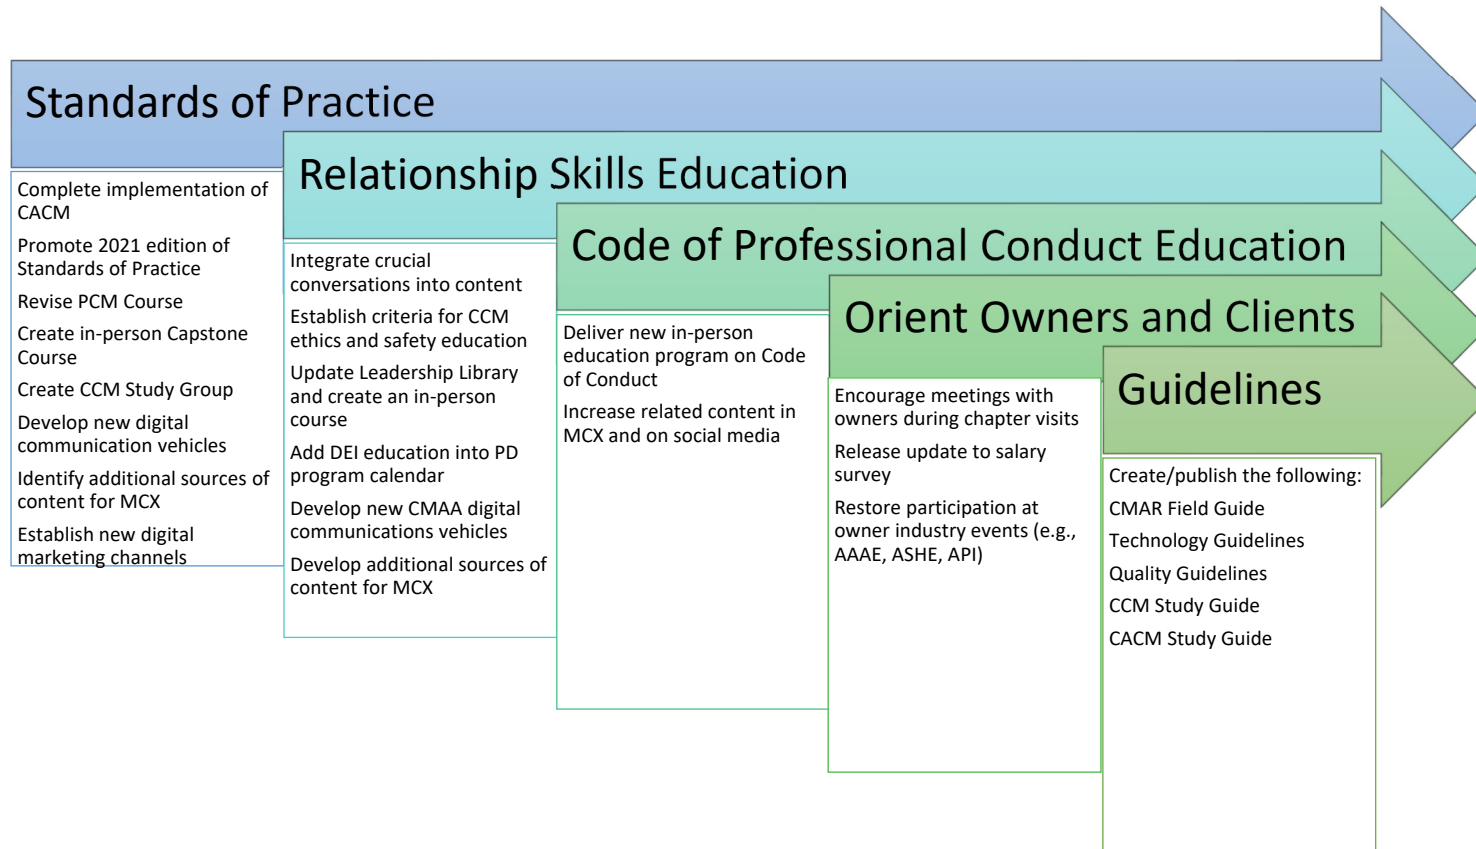 Standards of Practice
Complete implementation of
CACM
Promote 2021 edition of
Standards of Practice
Revise PCM Course
Create in-person Capstone
Course
Create CCM Study Group
Develop new digital
communication vehicles
Identify additional sources of
content for MCX
Establish new digital
marketing channels
Relationship Skills Education
Integrate crucial
conversations into content
Establish criteria for CCM
ethics and safety education
Update Leadership Library
and create an in-person
course
Add DEI education into PD
program calendar
Develop new CMAA digital
communications vehicles
Develop additional sources of
content for MCX
Code of Professional Conduct Education
Deliver new in-person
education program on Code
of Conduct
Increase related content in
MCX and on social media
Orient Owners and Clients
Encourage meetings with
owners during chapter visits
Release update to salary
survey
Restore participation at
owner industry events (e.g.,
AAAE, ASHE, API)
Guidelines
Create/publish the following:
CMAR Field Guide
Technology Guidelines
Quality Guidelines
CCM Study Guide
CACM Study Guide